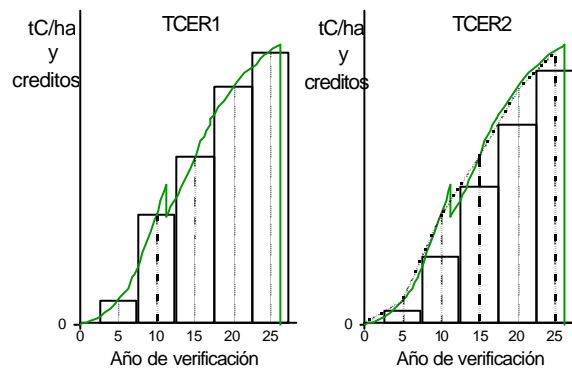 tC/ha
y
creditos
TCER1
0
0 5 10 15 20 25
Año de verificación
tC/ha
y
creditos
TCER2
0
0 5 10 15 20 25
Año de verificación